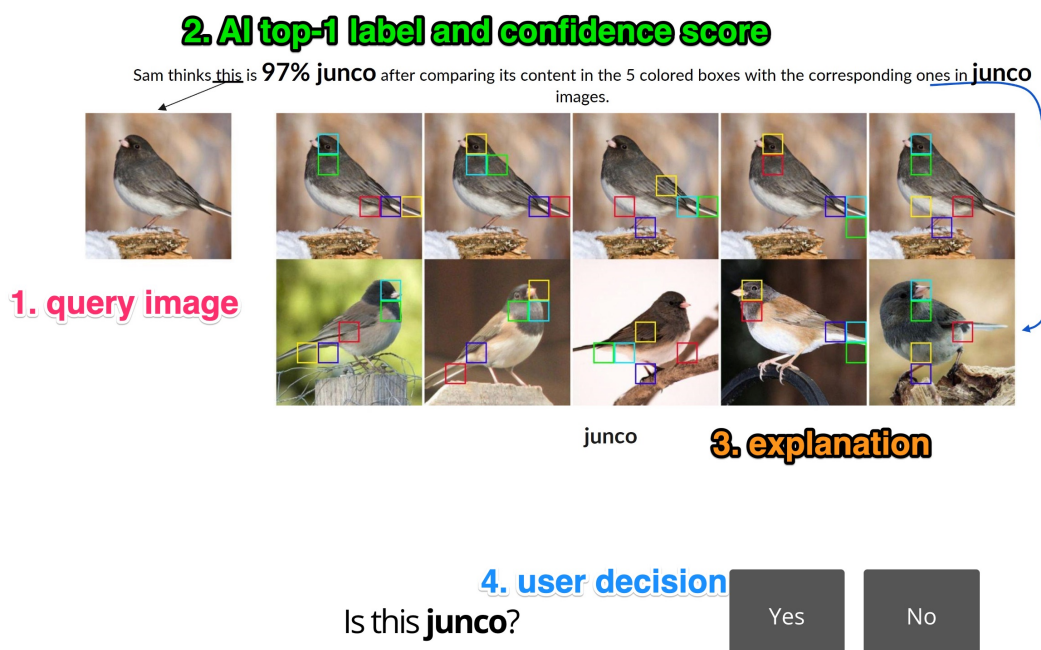 2. AI top-1 label and confidence score
Sam thinks this is 97% junco after comparing its content in the 5 colored boxes with the corresponding ones in junco
images.
1. query image
junco
3. explanation
4. user decision
Is this junco?
Yes
No